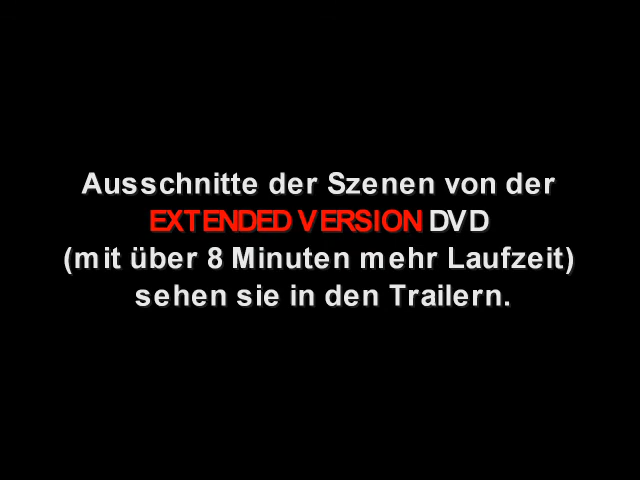 Ausschnitte der Szenen von der
EXTENDED VERSION DVD
(mit über 8 Minuten mehr Laufzeit)
sehen sie in den Trailern.